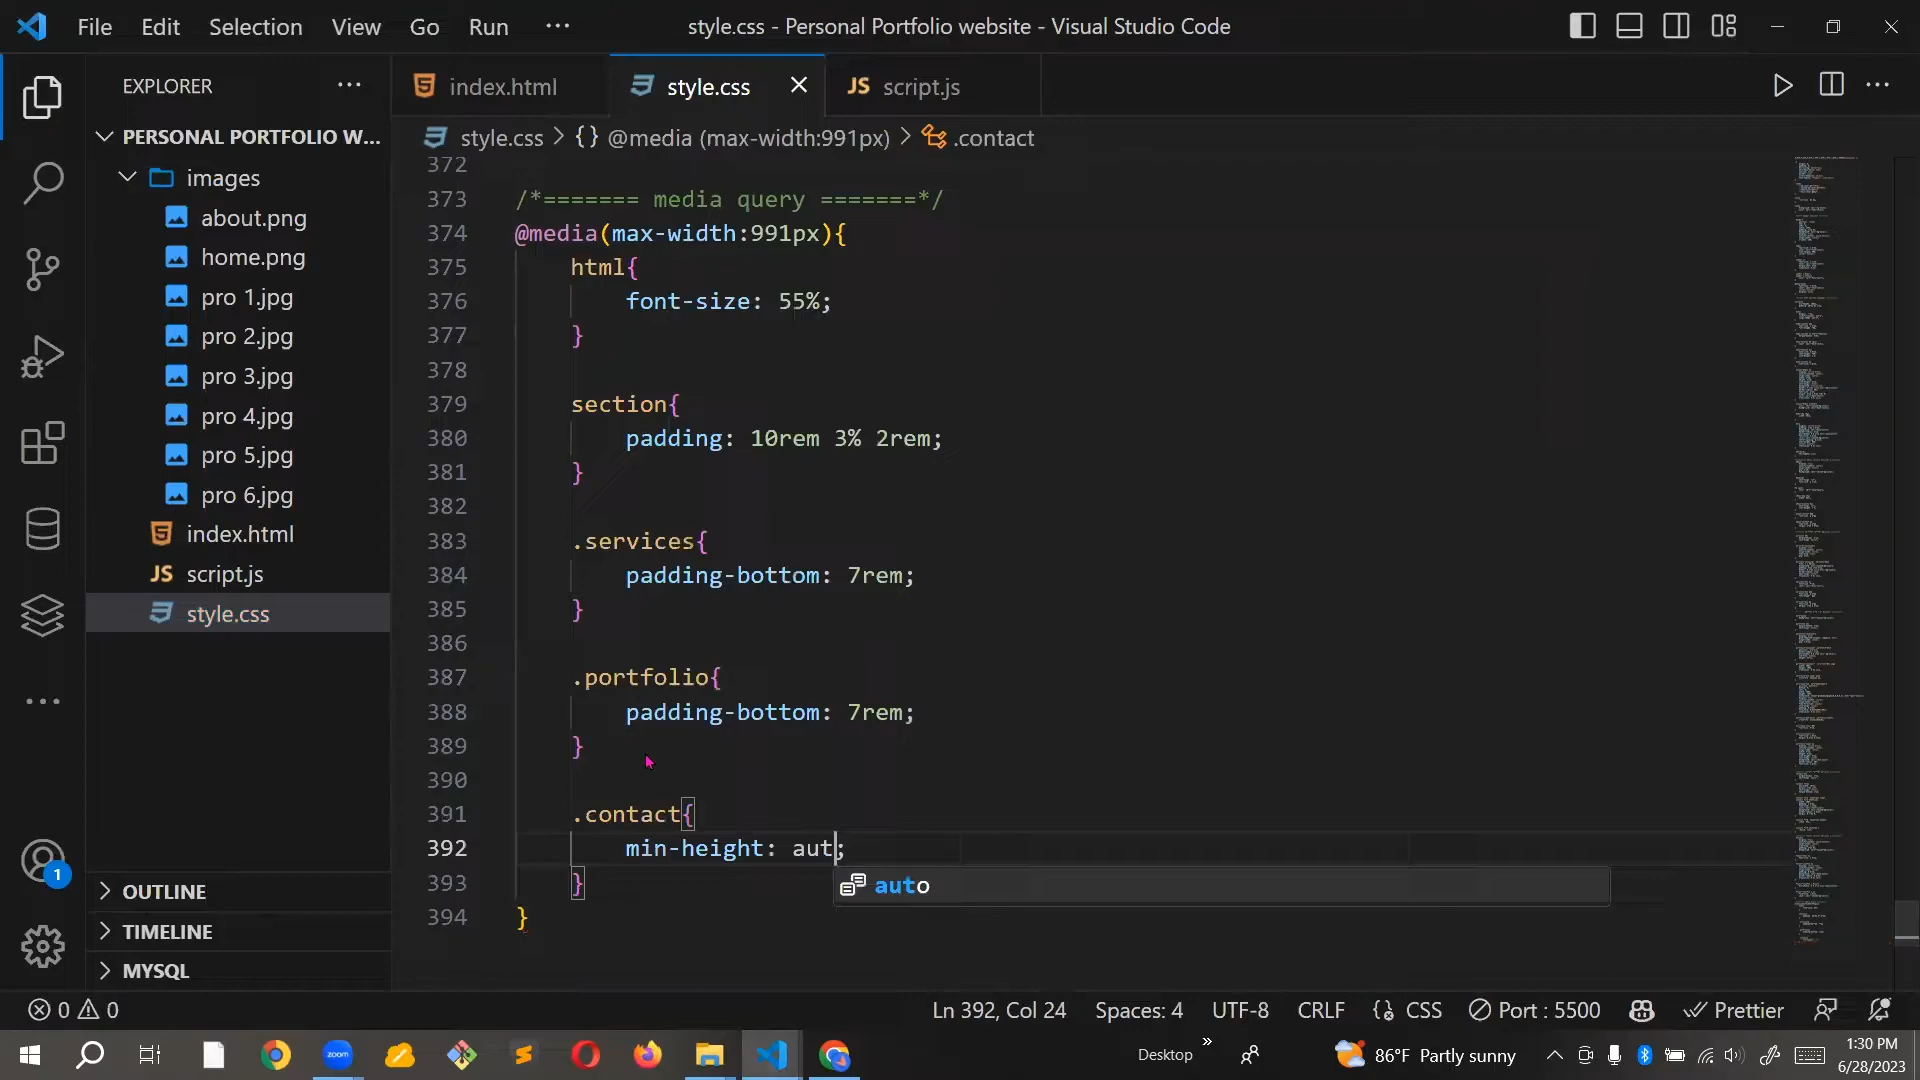 File Edit Selection View Go Run ··· style.css - Personal Portfolio website - Visual Studio Code
EXPLORER ··· index.html style.css JS script.js ···
PERSONAL PORTFOLIO W... style.css > {} @media (max-width:991px) > .contact
images
about.png
home.png
pro 1.jpg
pro 2.jpg
pro 3.jpg
pro 4.jpg
pro 5.jpg
pro 6.jpg
index.html
JS script.js
style.css
OUTLINE
TIMELINE
MYSQL
1
372
373 /*======= media query =======*/
374 @media(max-width:991px){
375 html{
376 font-size: 55%;
377 }
378
379 section{
380 padding: 10rem 3% 2rem;
381 }
382
383 .services{
384 padding-bottom: 7rem;
385 }
386
387 .portfolio{
388 padding-bottom: 7rem;
389 }
390
391 .contact{
392 min-height: aut;
393 }
auto
394 }
0 0 Ln 392, Col 24 Spaces: 4 UTF-8 CRLF {} CSS Port : 5500 Prettier
zoom Desktop 86°F Partly sunny 1:30 PM
6/28/2023